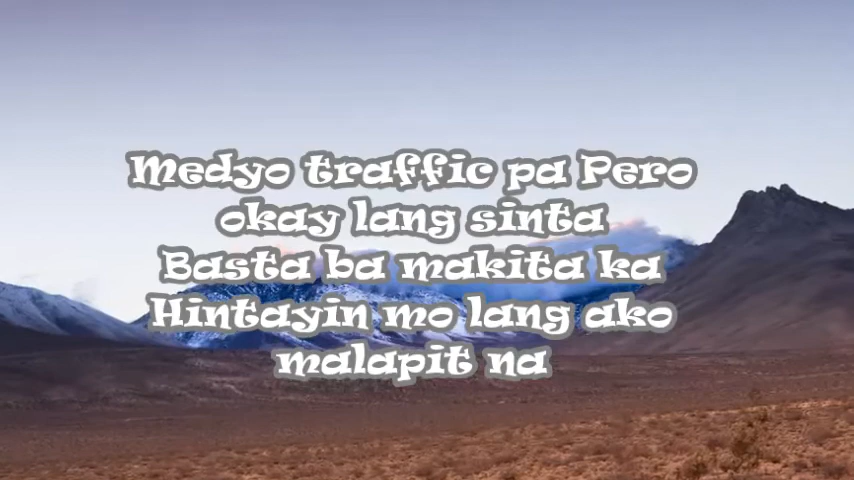 Medyo traffic pa Pero
okay lang sinta
Basta ba makita ka
Hintayin mo lang ako
malapit na